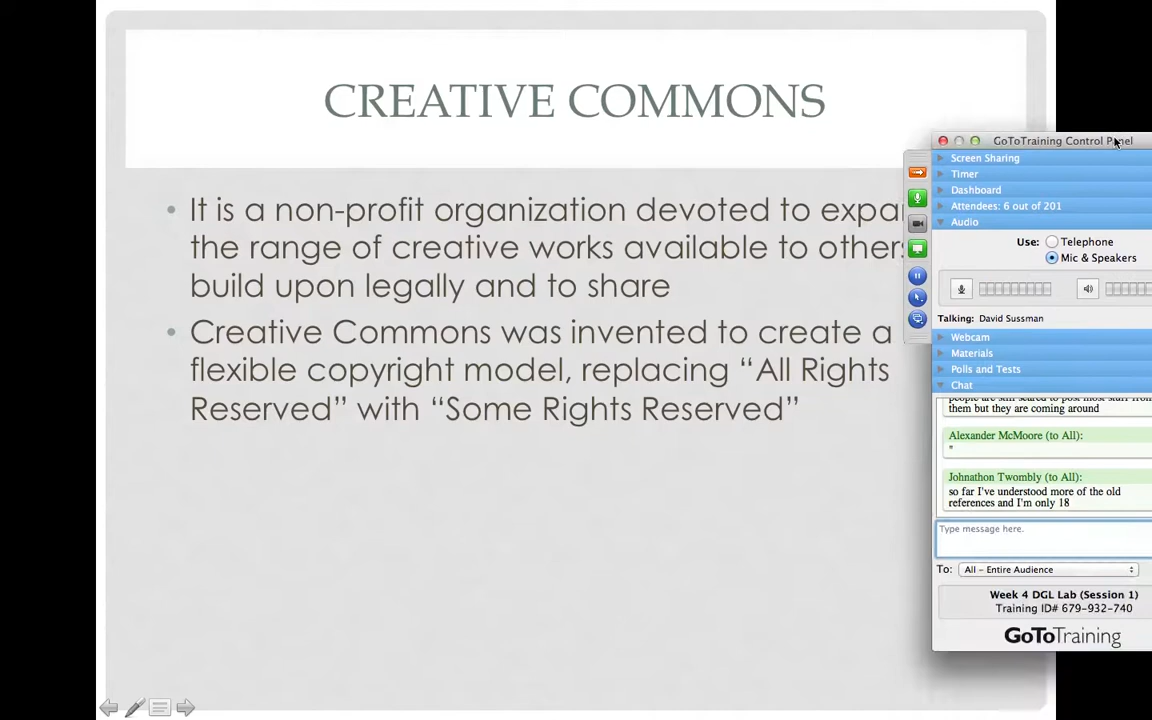 CREATIVE COMMONS
• It is a non-profit organization devoted to expa
the range of creative works available to others
build upon legally and to share
• Creative Commons was invented to create a
flexible copyright model, replacing “All Rights
Reserved” with “Some Rights Reserved”
GoToTraining Control Panel
Screen Sharing
Timer
Dashboard
Attendees: 6 out of 201
Audio
Use: Telephone
Mic & Speakers
Talking: David Sussman
Webcam
Materials
Polls and Tests
Chat
people are still scared to post most stuff from
them but they are coming around
Alexander McMoore (to All):
*
Johnathon Twombly (to All):
so far I've understood more of the old
references and I'm only 18
Type message here.
To: All - Entire Audience
Week 4 DGL Lab (Session 1)
Training ID# 679-932-740
GoToTraining